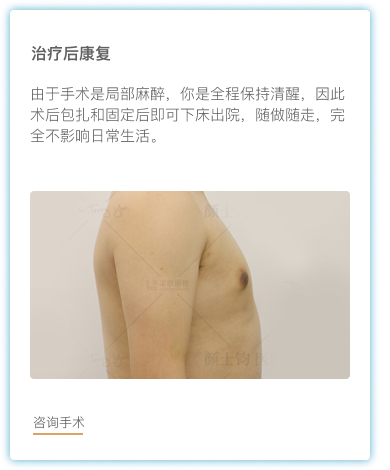 治疗后康复
由于手术是局部麻醉，你是全程保持清醒，因此
术后包扎和固定后即可下床出院，随做随走，完
全不影响日常生活。
咨询手术